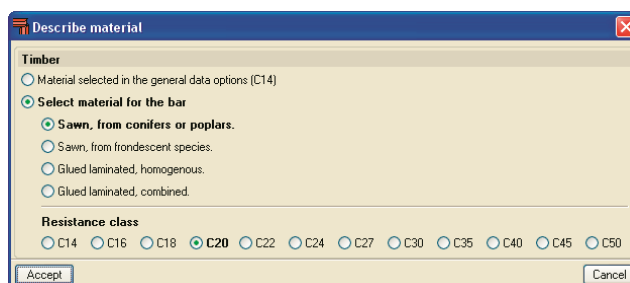 Describe material
Timber
Material selected in the general data options (C14)
Select material for the bar
Sawn, from conifers or poplars.
Sawn, from frondescent species.
Glued laminated, homogenous.
Glued laminated, combined.
Resistance class
C14 C16 C18 C20 C22 C24 C27 C30 C35 C40 C45 C50
Accept Cancel